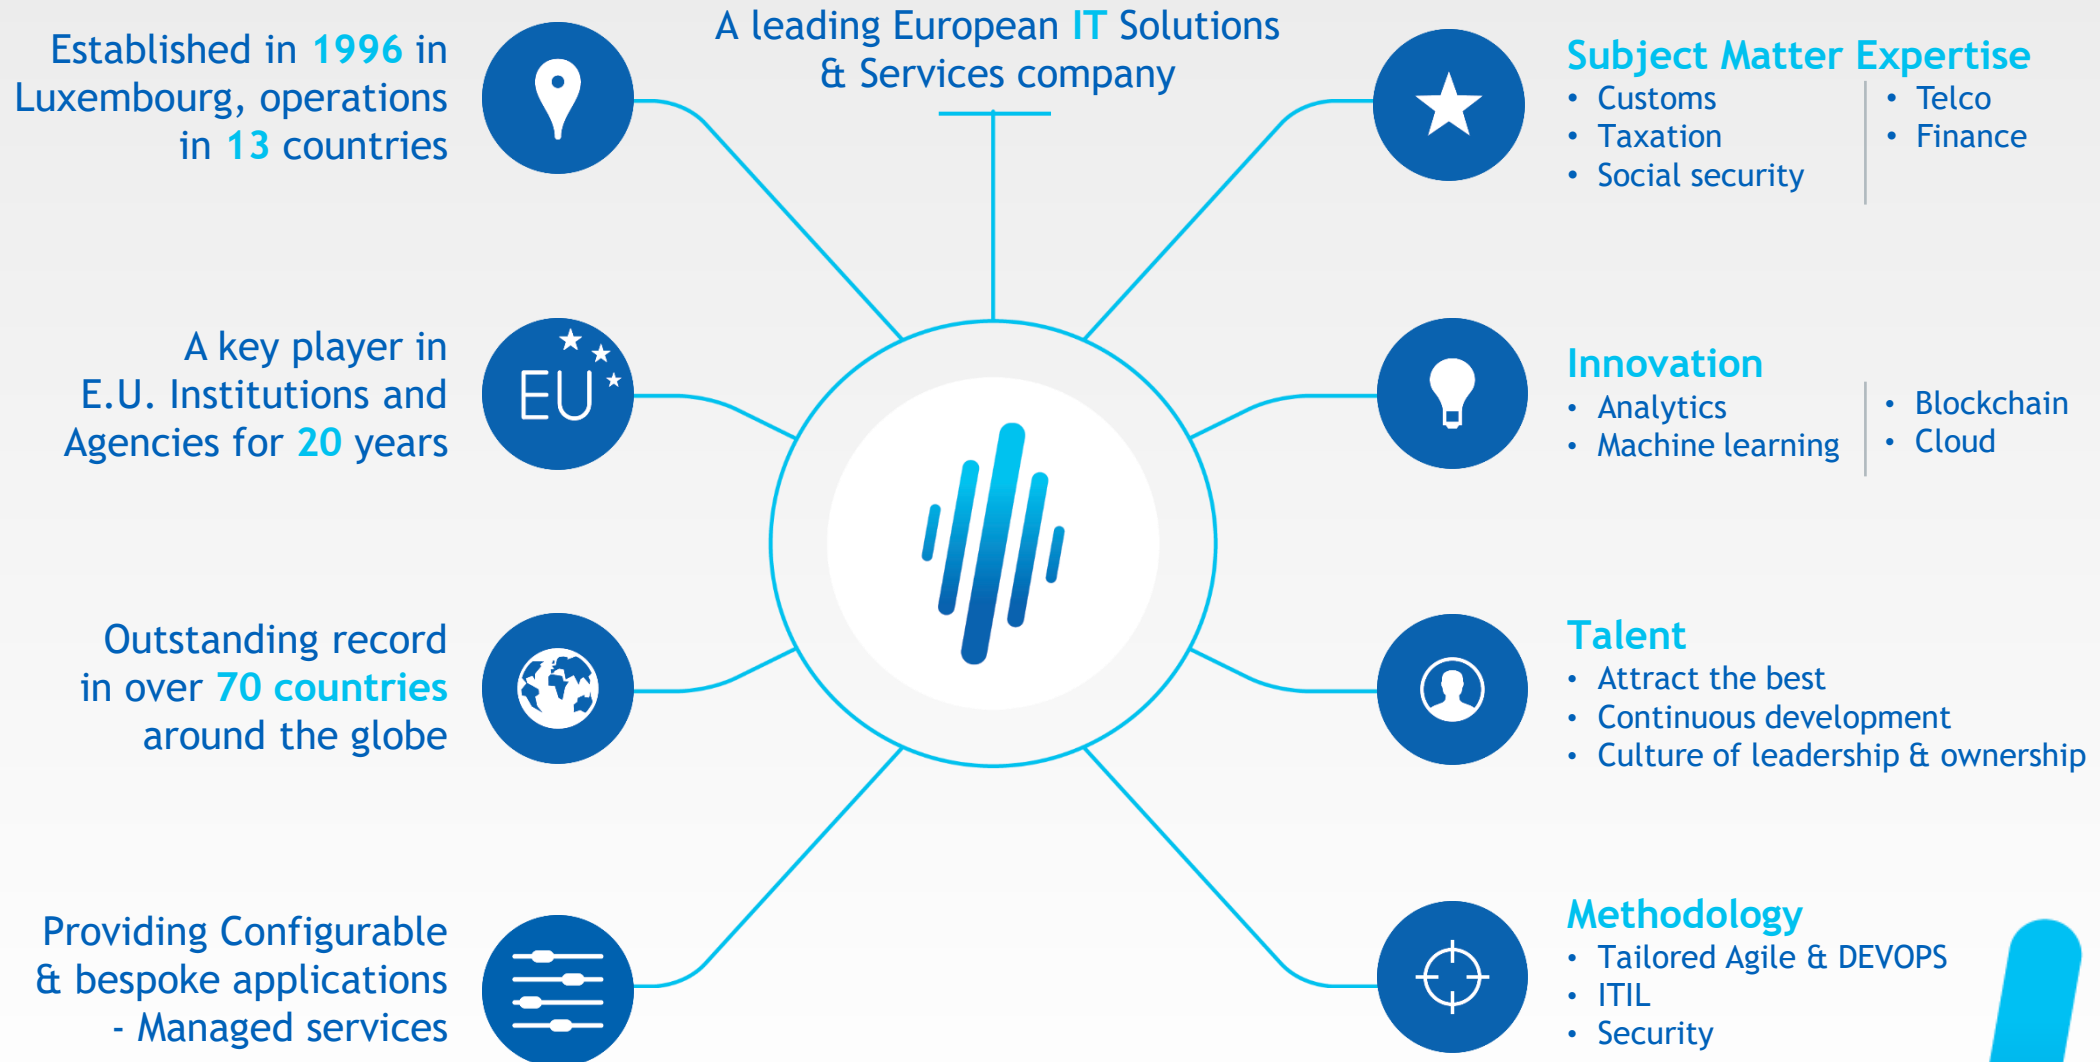 A leading European IT Solutions
& Services company
Established in 1996 in
Luxembourg, operations
in 13 countries
A key player in
E.U. Institutions and
Agencies for 20 years
EU
Outstanding record
in over 70 countries
around the globe
Providing Configurable
& bespoke applications
- Managed services
Subject Matter Expertise
• Customs
• Taxation
• Social security
• Telco
• Finance
Innovation
• Analytics
• Machine learning
• Blockchain
• Cloud
Talent
• Attract the best
• Continuous development
• Culture of leadership & ownership
Methodology
• Tailored Agile & DEVOPS
• ITIL
• Security